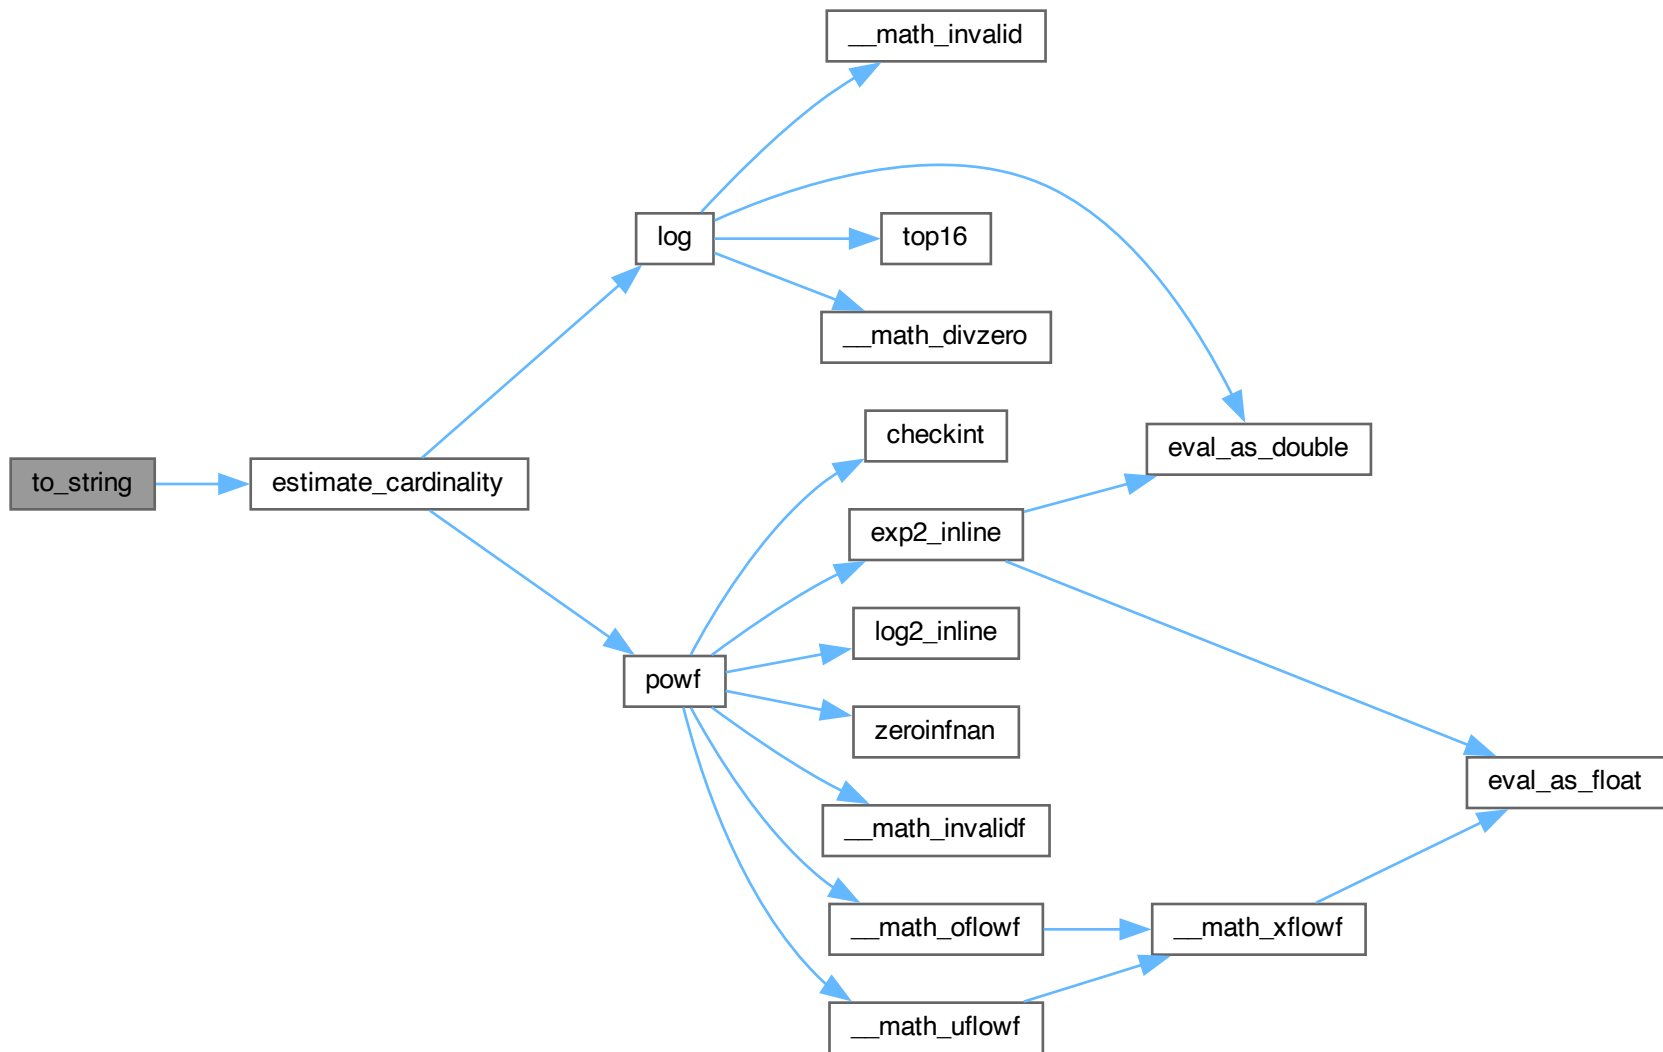 __math_invalid
log
top16
__math_divzero
checkint
eval_as_double
to_string
estimate_cardinality
exp2_inline
log2_inline
powf
zeroinfnan
eval_as_float
__math_invalidf
__math_oflowf
__math_xflowf
__math_uflowf